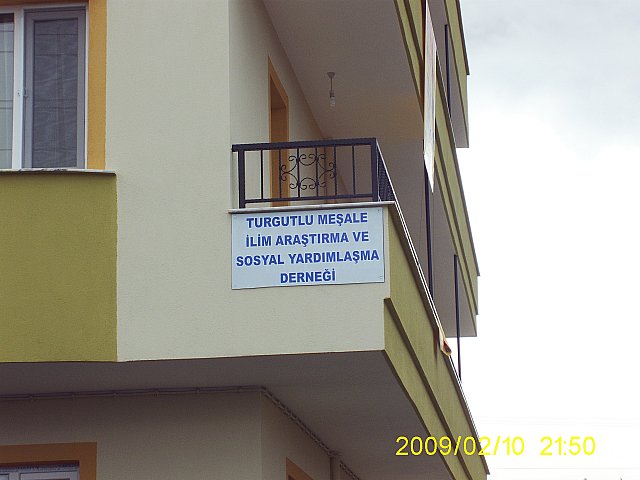 TURGUTLU MEŞALE
İLİM ARAŞTIRMA VE
SOSYAL YARDIMLAŞMA
DERNEĞİ
2009/02/10 21:50